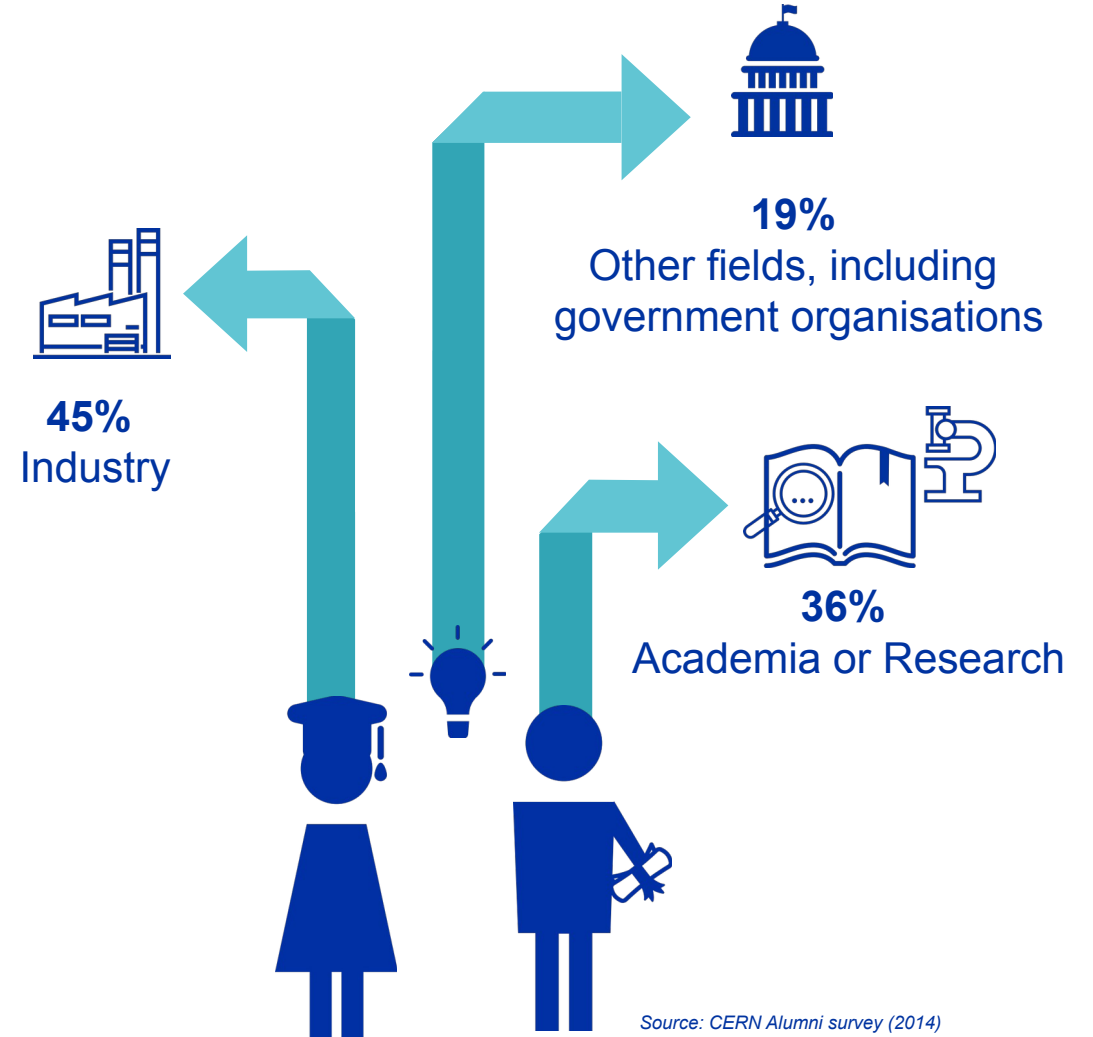 19%
Other fields, including
government organisations
45%
Industry
36%
Academia or Research
Source: CERN Alumni survey (2014)